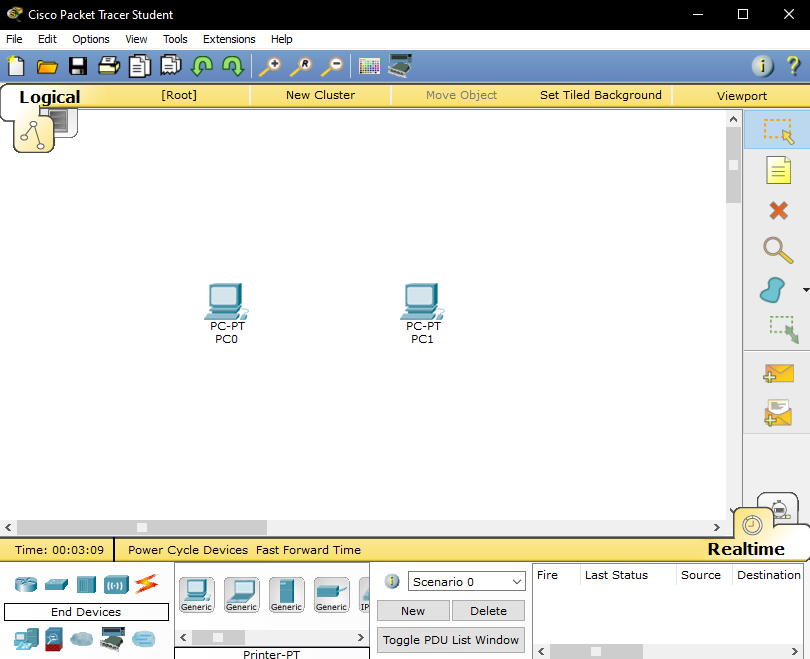 Cisco Packet Tracer Student
File Edit Options View Tools Extensions Help
Logical [Root] New Cluster Move Object Set Tiled Background Viewport
PC-PT
PC0
PC-PT
PC1
Time: 00:03:09 Power Cycle Devices Fast Forward Time
Realtime
End Devices
Generic Generic Generic Generic IP
Printer-PT
Scenario 0
New Delete
Toggle PDU List Window
Fire Last Status Source Destination